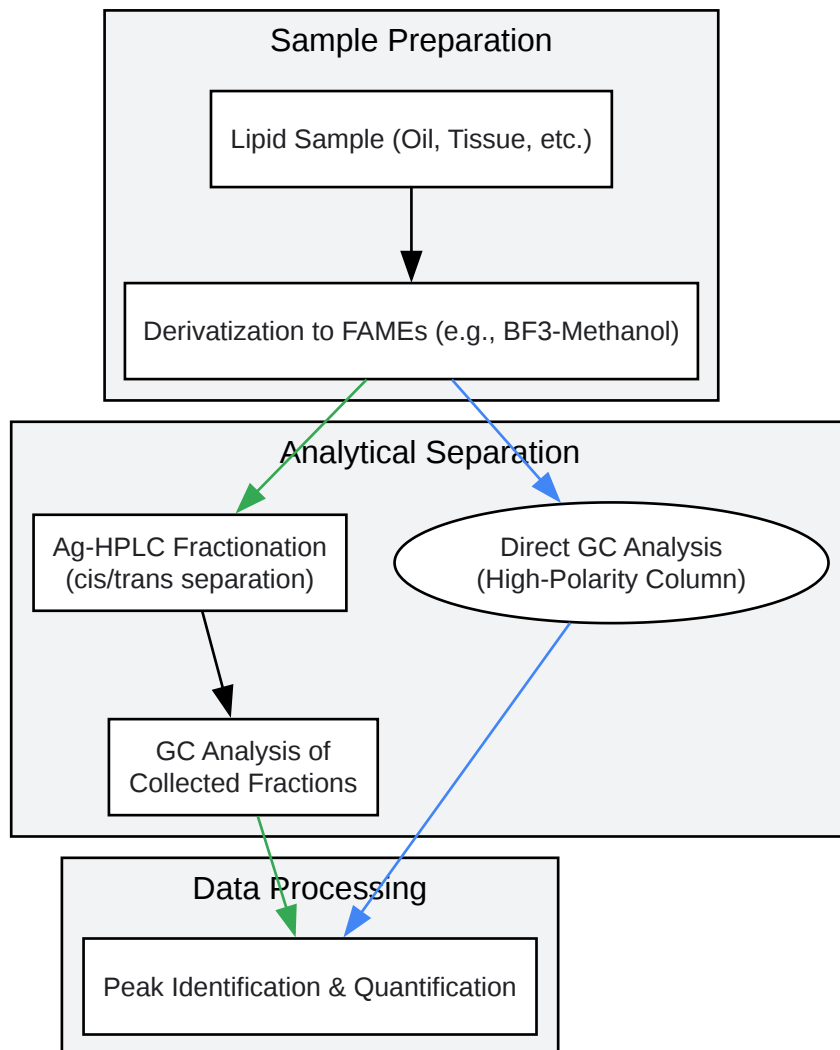 Sample Preparation
Lipid Sample (Oil, Tissue, etc.)
Derivatization to FAMEs (e.g., BF3-Methanol)
Analytical Separation
Ag-HPLC Fractionation
(cis/trans separation)
Direct GC Analysis
(High-Polarity Column)
GC Analysis of
Collected Fractions
Data Processing
Peak Identification & Quantification